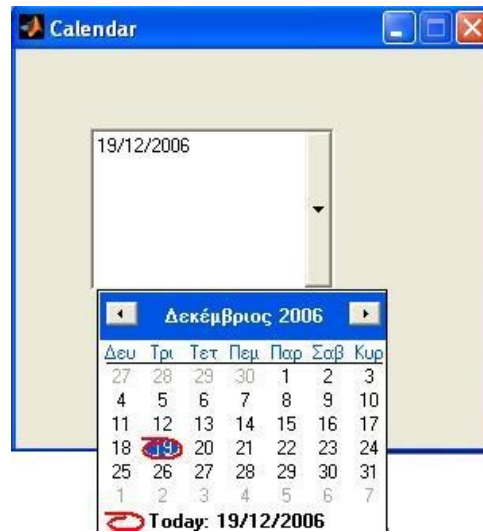 Calendar
19/12/2006
Δεκέμβριος 2006
Δευ Τρι Τετ Πεμ Παρ Σαβ Κυρ
27 28 29 30 1 2 3
4 5 6 7 8 9 10
11 12 13 14 15 16 17
18 19 20 21 22 23 24
25 26 27 28 29 30 31
1 2 3 4 5 6 7
Today: 19/12/2006